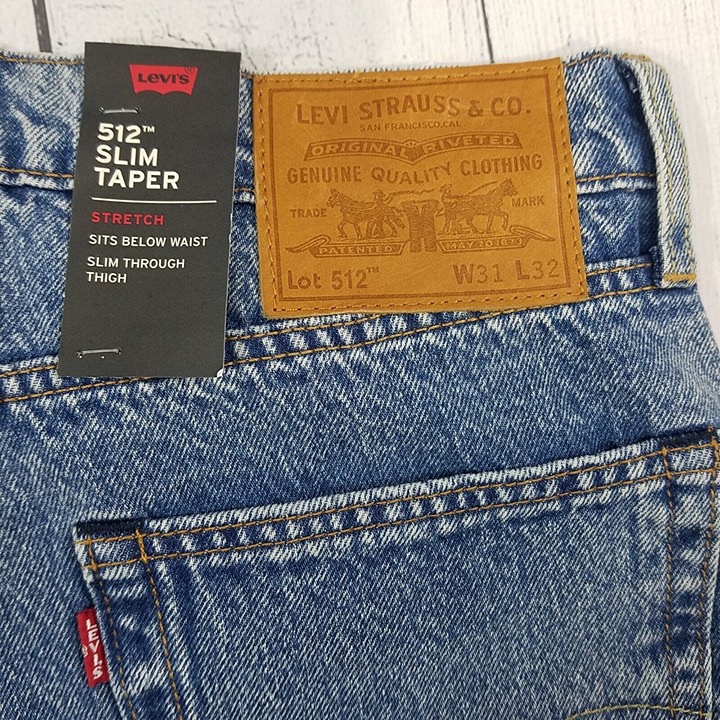 LEVI'S
512™
SLIM
TAPER
STRETCH
SITS BELOW WAIST
SLIM THROUGH
THIGH
LEVI STRAUSS & CO.
SAN FRANCISCO, CAL.
ORIGINAL RIVETED
GENUINE QUALITY CLOTHING
TRADE MARK
PATENTED MAY 20 1873
Lot 512™ W31 L32
LEVI'S